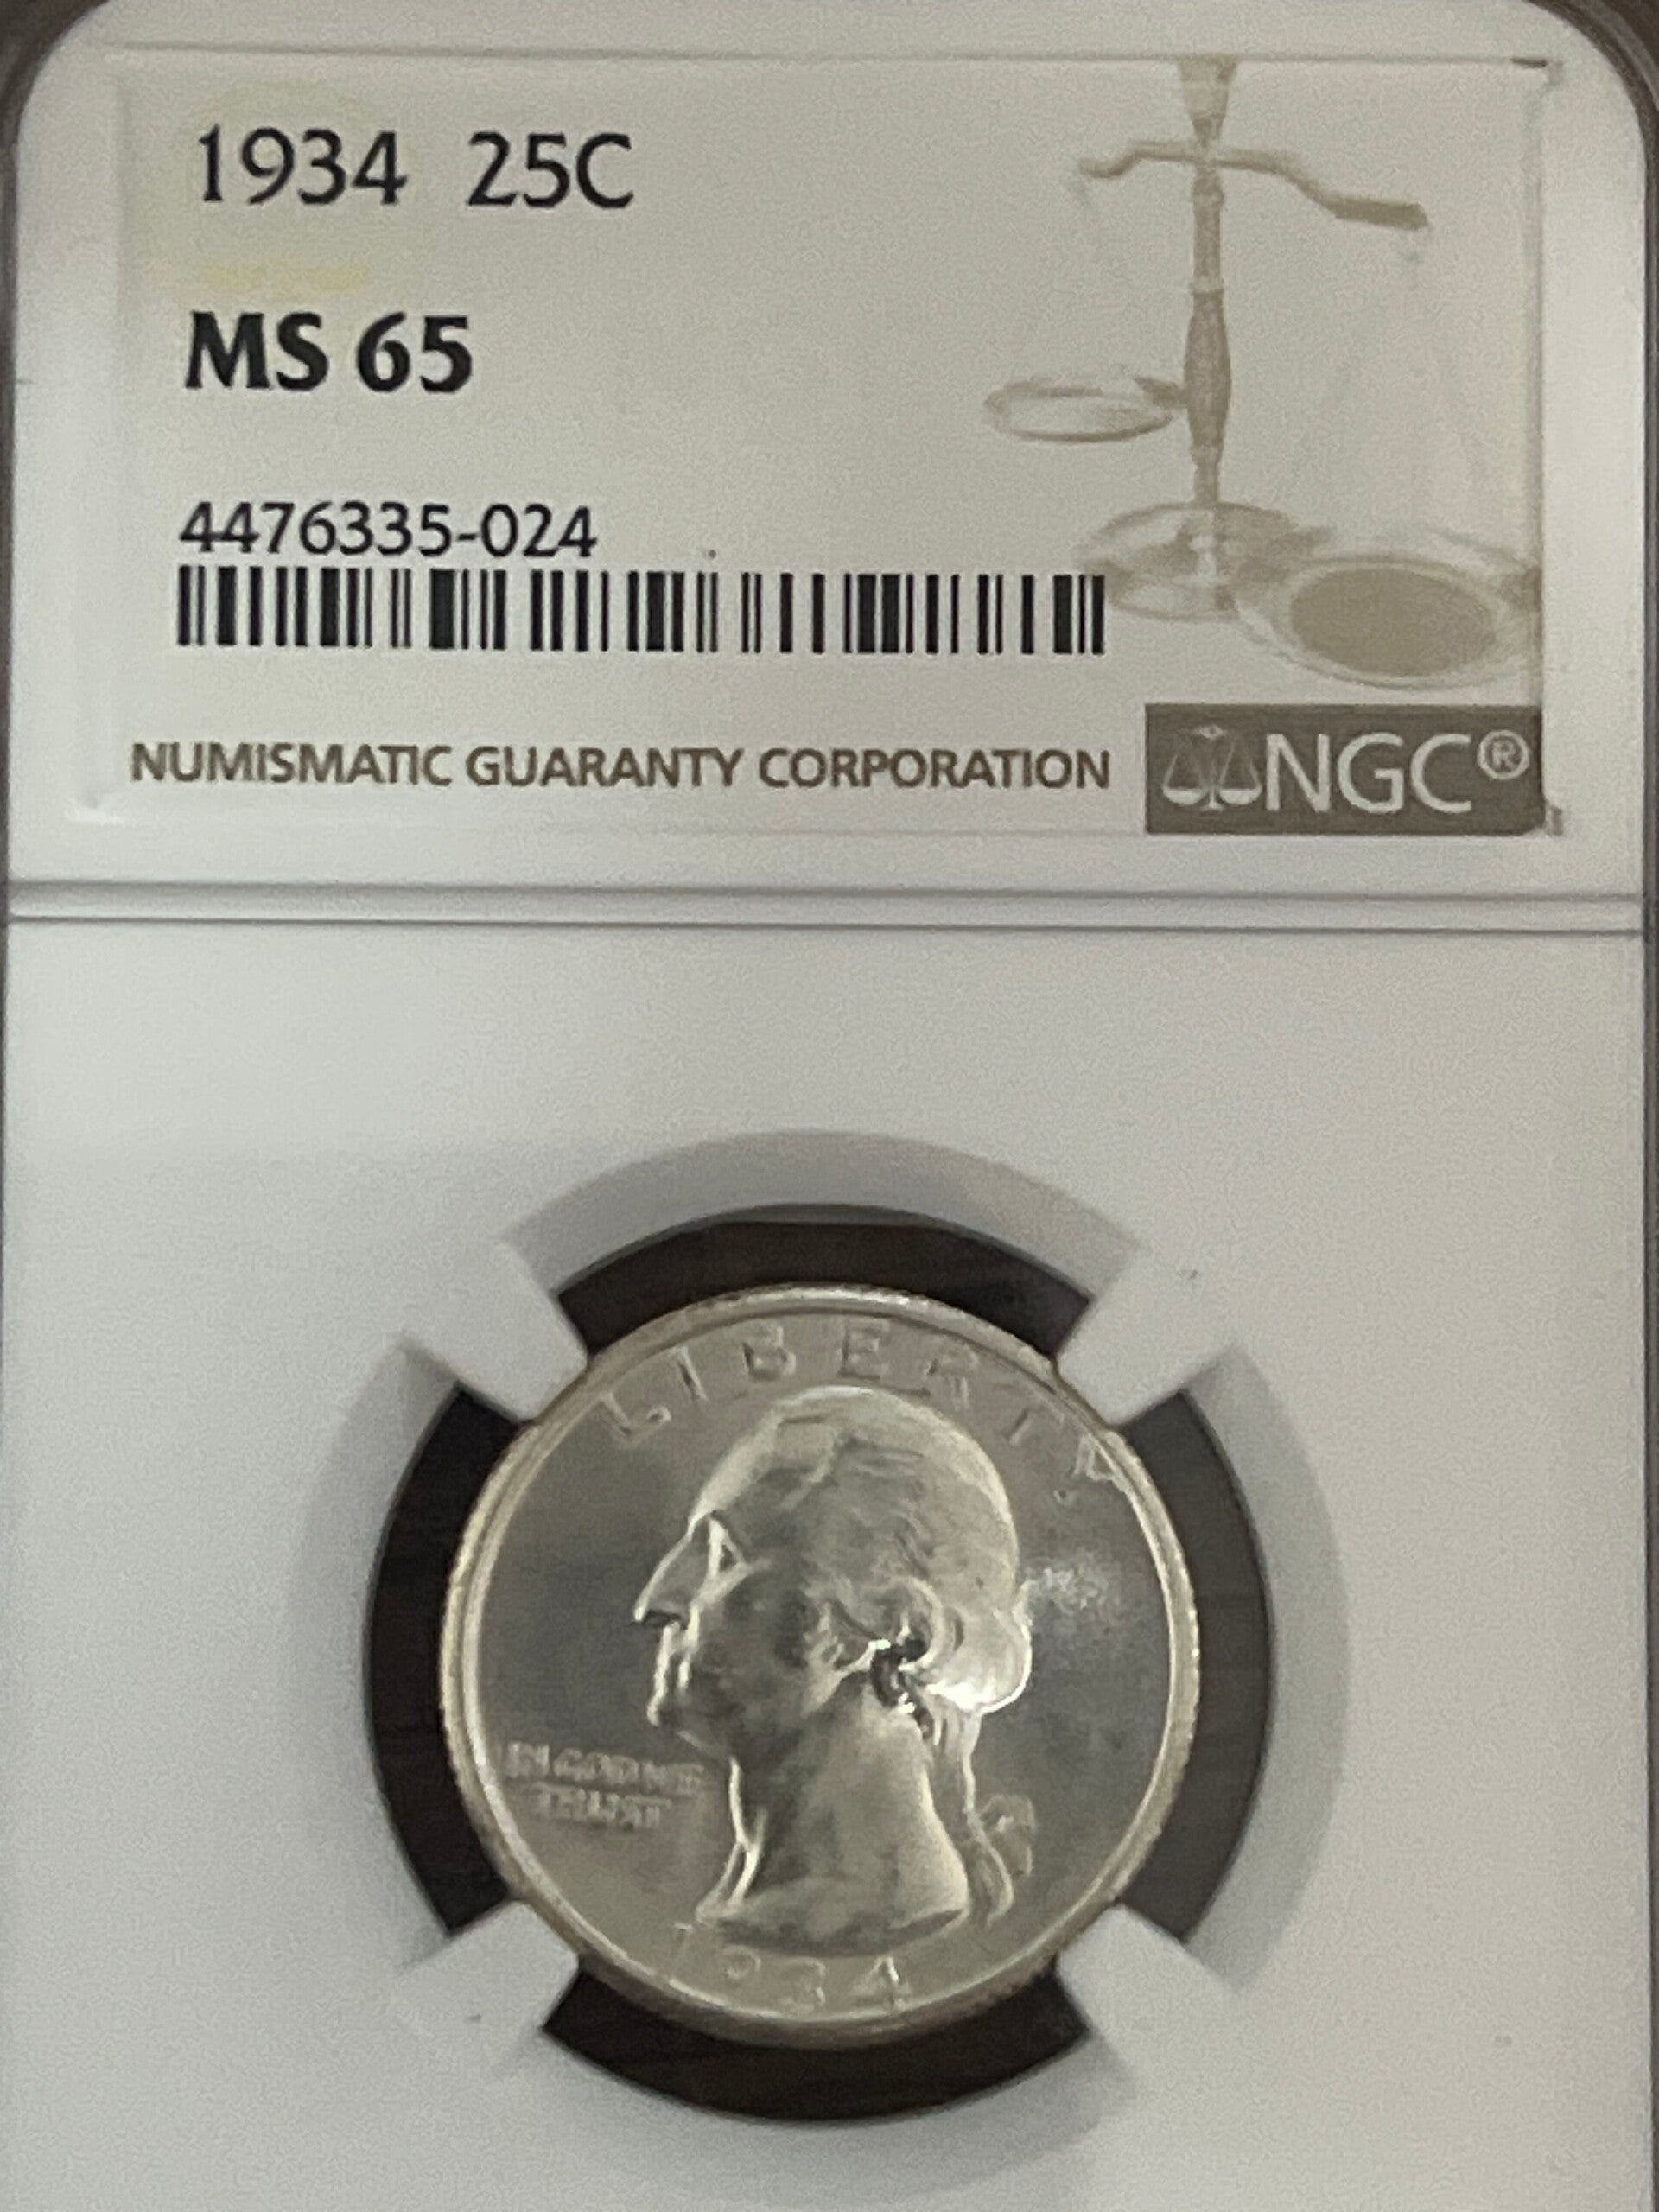 1934 25C
MS 65
4476335-024
NUMISMATIC GUARANTY CORPORATION
NGC®
LIBERTY
IN GOD WE
TRUST
1934